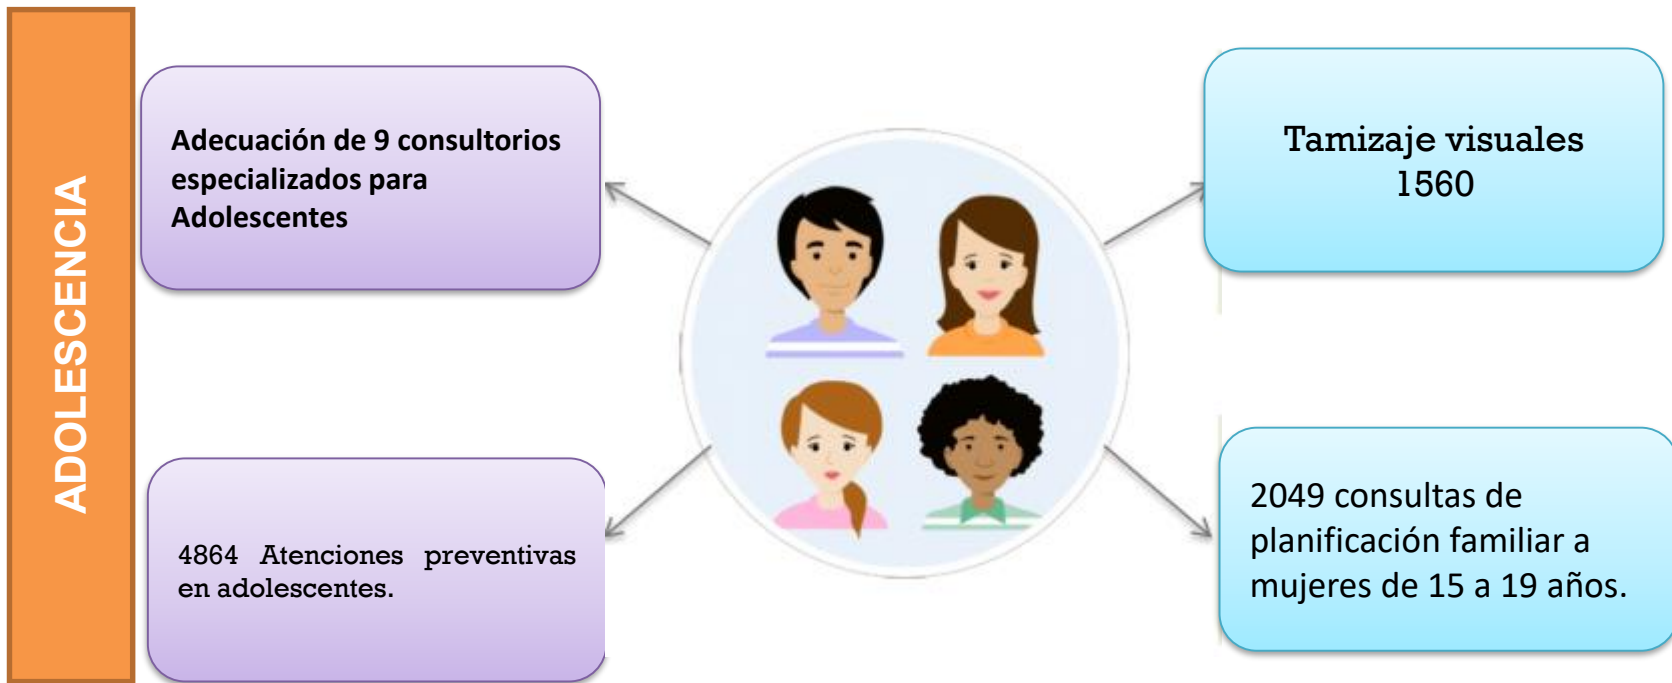 ADOLESCENCIA
Adecuación de 9 consultorios
especializados para
Adolescentes
Tamizaje visuales
1560
4864 Atenciones preventivas
en adolescentes.
2049 consultas de
planificación familiar a
mujeres de 15 a 19 años.